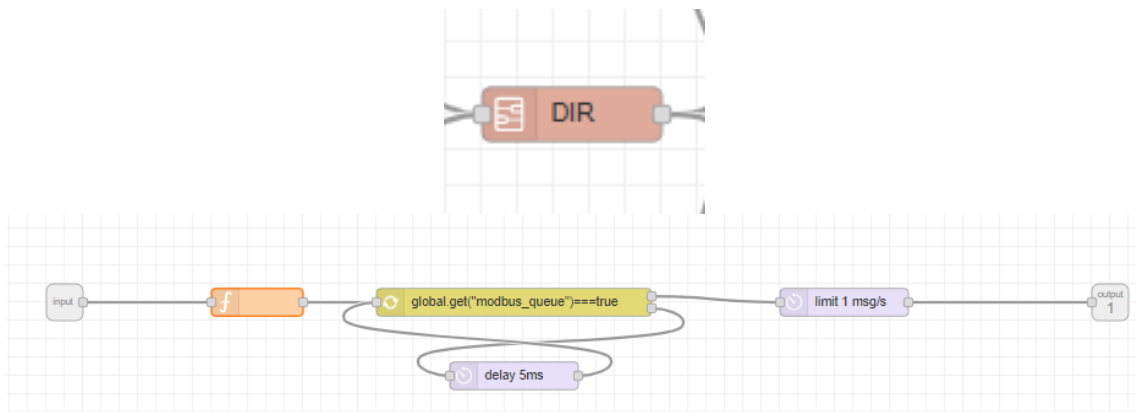 DIR
input
global.get("modbus_queue")===true
limit 1 msg/s
output
1
delay 5ms